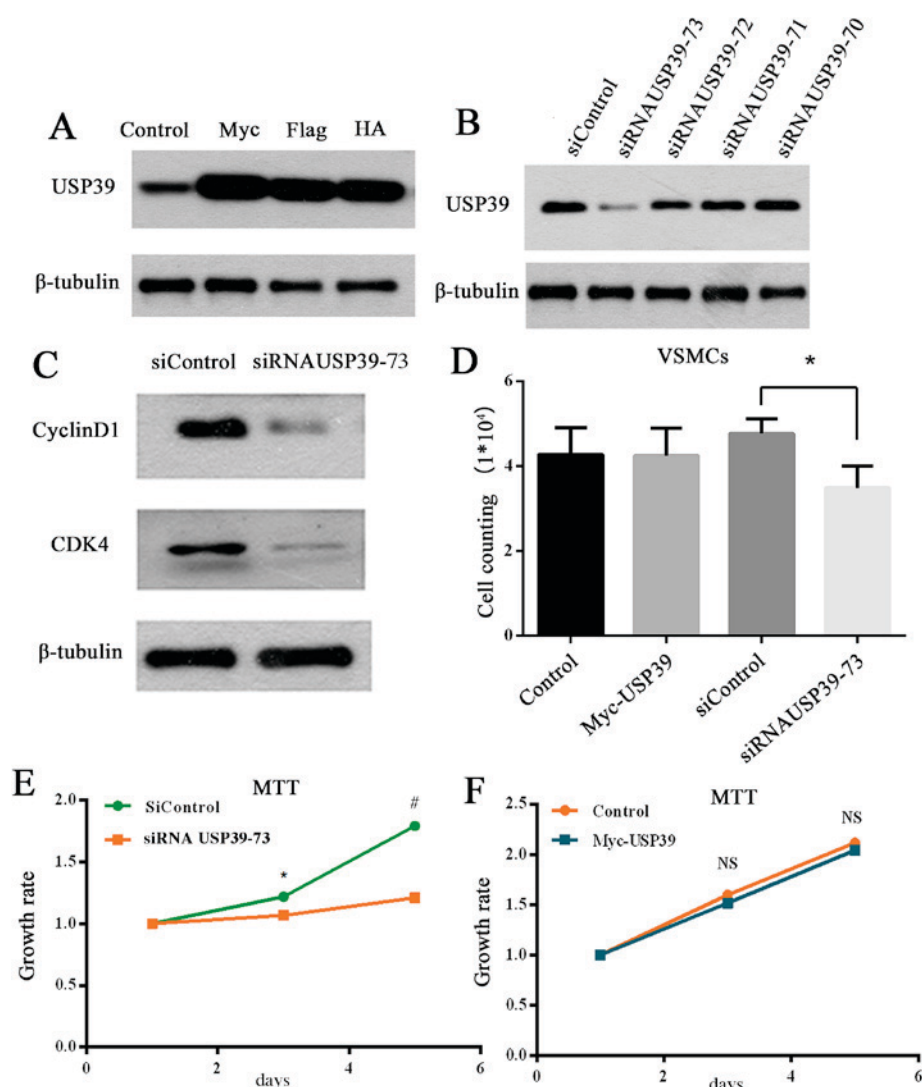 A
Control Myc Flag HA
USP39
β-tubulin
B
siControl
siRNAUSP39-73
siRNAUSP39-72
siRNAUSP39-71
siRNAUSP39-70
USP39
β-tubulin
C
siControl siRNAUSP39-73
CyclinD1
CDK4
β-tubulin
D
VSMCs
*
Cell counting (1*10⁴)
6
4
2
0
Control
Myc-USP39
siControl
siRNAUSP39-73
E
MTT
SiControl
siRNA USP39-73
*
#
Growth rate
2.0
1.5
1.0
0.5
0.0
0 2 4 6
days
F
MTT
Control
Myc-USP39
NS
NS
Growth rate
2.5
2.0
1.5
1.0
0.5
0.0
0 2 4 6
days